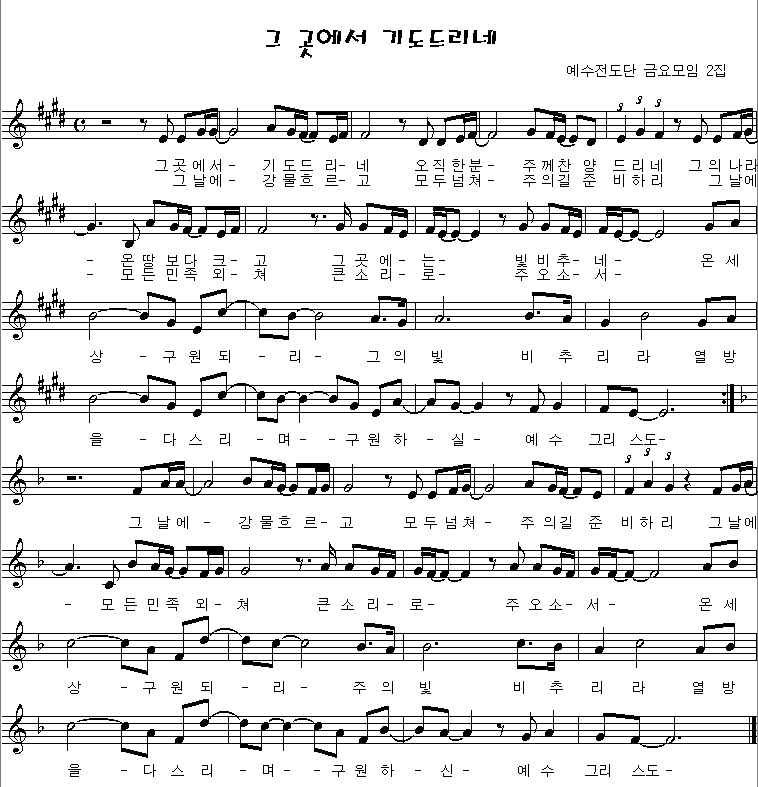 그 곳에서 기도드리네
예수전도단 금요모임 2집
3 3 3
그곳에서- 기도드리-네 오직한분- 주께찬 양 드리네 그의나라
그날에- 강물흐르-고 모두넘쳐- 주의길 준 비하리 그날에
- 온땅보다크-고 그곳에는- 빛비추-네- 온세
- 모든민족외-쳐 큰소리로- 주오소-서-
상 - 구원되 - 리 - 그의빛 비추리라 열방
을 - 다스리 - 며 - 구원하 - 실 - 예수 그리스도-
3 3 3
그날에- 강물흐르-고 모두넘쳐- 주의길 준 비하리 그날에
- 모든민족외-쳐 큰소리로- 주오소-서- 온세
상 - 구원되 - 리 - 주의빛 비추리라 열방
을 - 다스리 - 며 - 구원하 - 신 - 예수 그리스도-